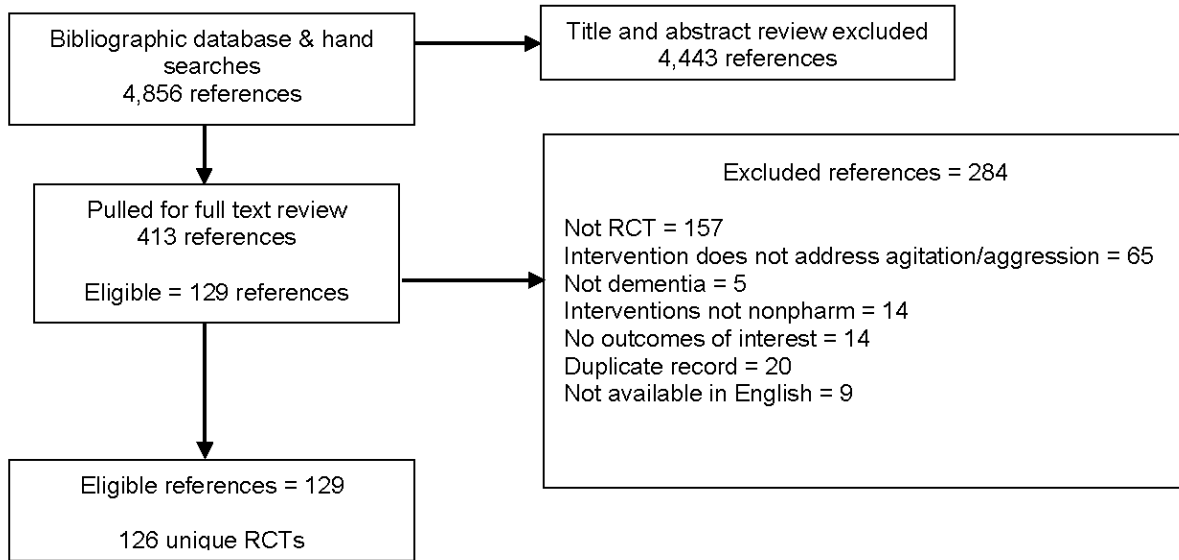 Bibliographic database & hand
searches
4,856 references
Title and abstract review excluded
4,443 references
Pulled for full text review
413 references
Eligible = 129 references
Excluded references = 284
Not RCT = 157
Intervention does not address agitation/aggression = 65
Not dementia = 5
Interventions not nonpharm = 14
No outcomes of interest = 14
Duplicate record = 20
Not available in English = 9
Eligible references = 129
126 unique RCTs